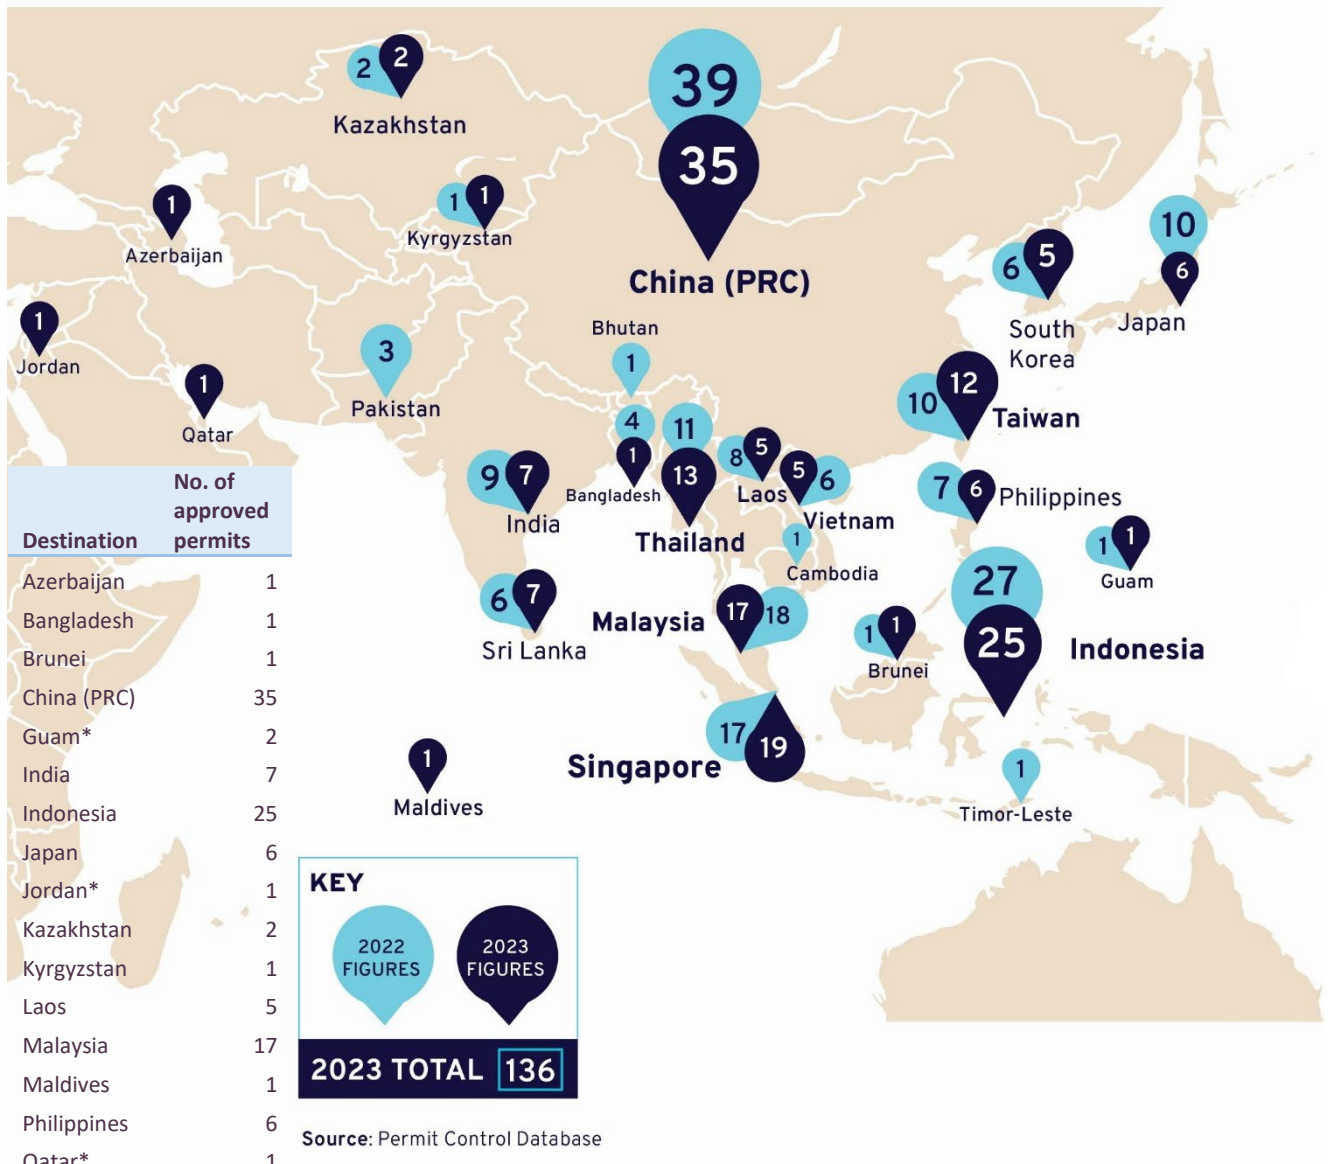 39
2
2
35
Kazakhstan
1
Azerbaijan
1
1
Kyrgyzstan
China (PRC)
10
6
Japan
6
5
South
Korea
1
Jordan
3
Pakistan
1
Qatar
Bhutan
1
4
1
Bangladesh
11
13
Thailand
8
5
Laos
5
6
Vietnam
10
12
Taiwan
9
7
India
7
6
Philippines
1
1
Guam
1
Cambodia
6
7
Sri Lanka
Malaysia
17
18
27
25
Indonesia
1
1
Brunei
17
19
Singapore
1
Maldives
1
Timor-Leste
No. of
approved
Destination permits
Azerbaijan 1
Bangladesh 1
Brunei 1
China (PRC) 35
Guam* 2
India 7
Indonesia 25
Japan 6
Jordan* 1
Kazakhstan 2
Kyrgyzstan 1
Laos 5
Malaysia 17
Maldives 1
Philippines 6
Qatar* 1
KEY
2022
FIGURES
2023
FIGURES
2023 TOTAL 136
Source: Permit Control Database